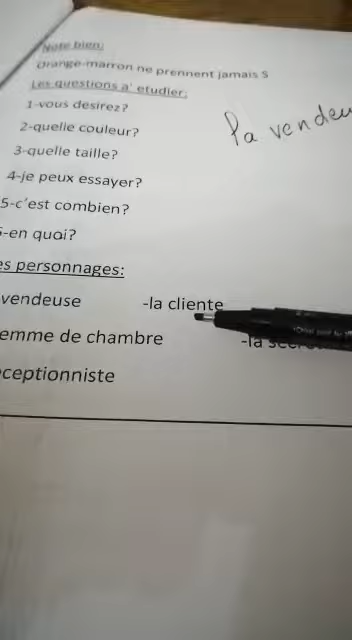 Note bien:
Orange-marron ne prennent jamais S
Les questions a' etudier:
1-vous desirez?
2-quelle couleur?
la vendeu
3-quelle taille?
4-je peux essayer?
5-c'est combien?
-en quoi?
es personnages:
vendeuse -la cliente
emme de chambre -la
ceptionniste